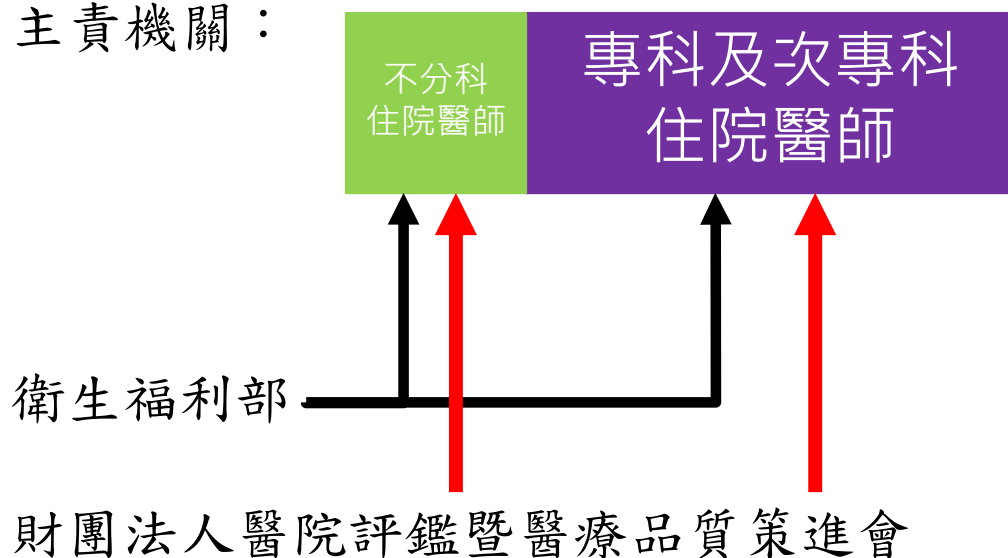 主責機關：
不分科
住院醫師
專科及次專科
住院醫師
衛生福利部
財團法人醫院評鑑暨醫療品質策進會